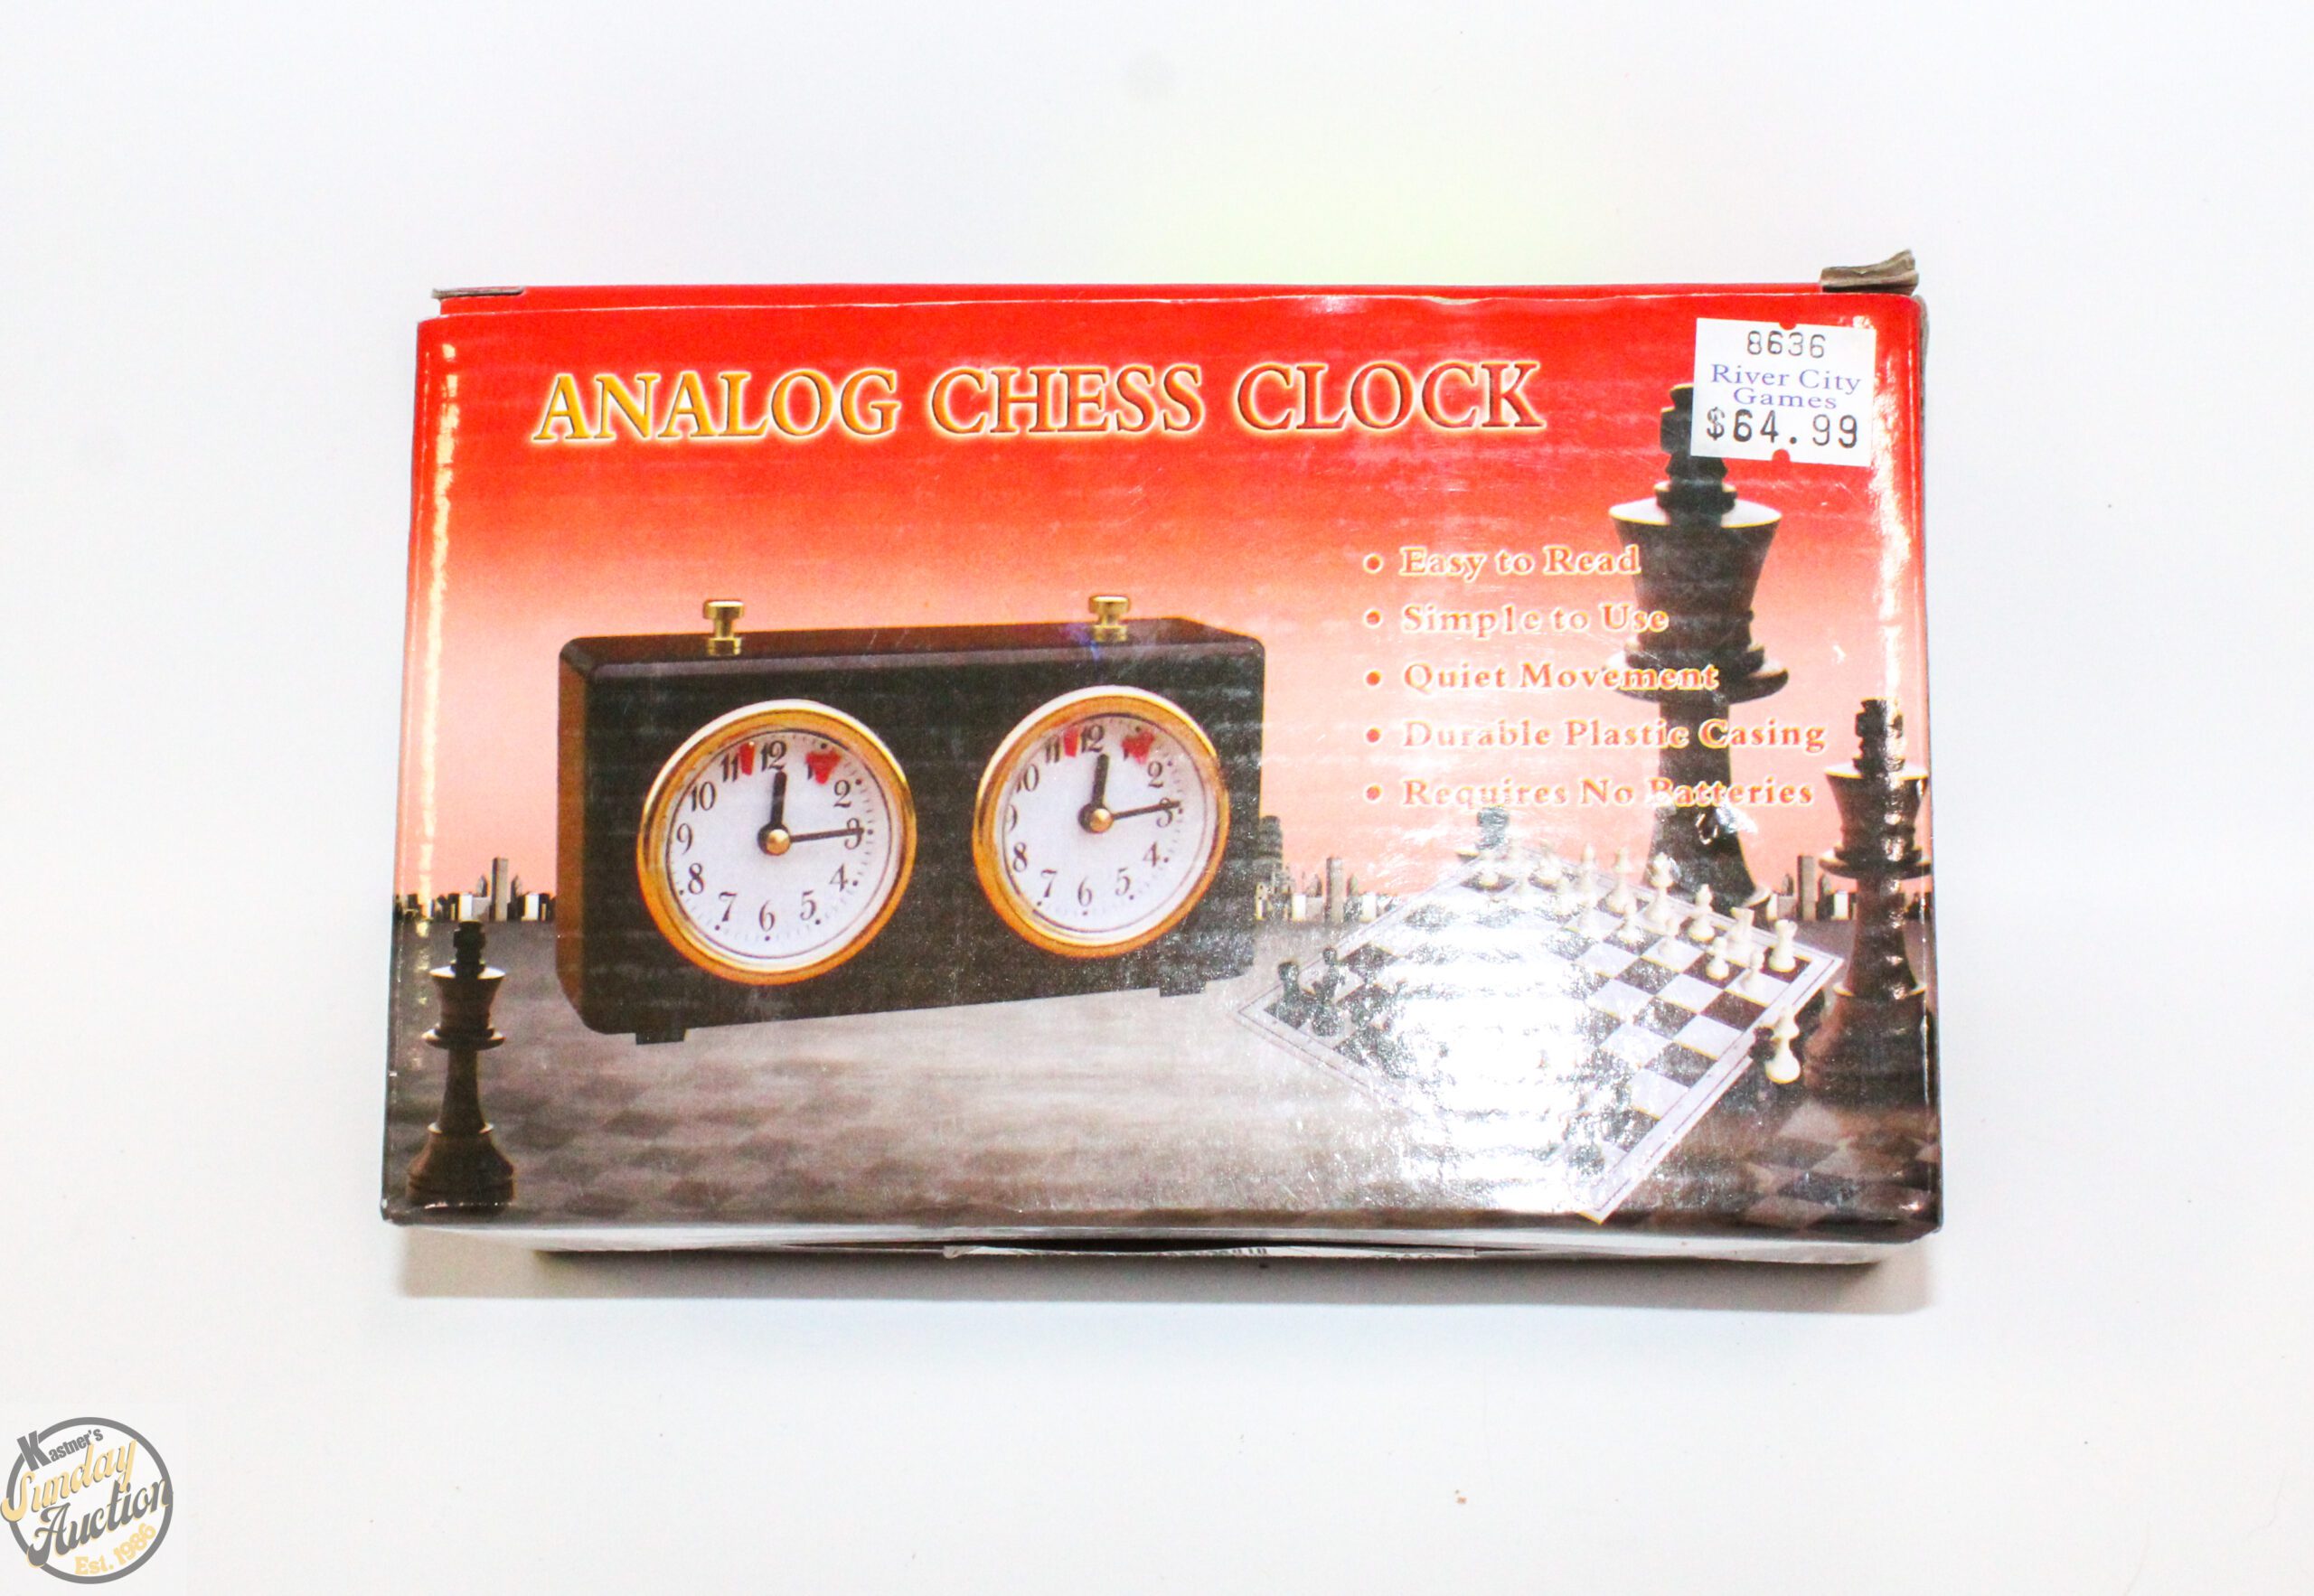 8636
River City
Games
$64.99
ANALOG CHESS CLOCK
• Easy to Read
• Simple to Use
• Quiet Movement
• Durable Plastic Casing
• Requires No Batteries
11 12 2 3 4 5 6 7 8 9 10
11 12 2 3 4 5 6 7 8 10
Kastner's
Sunday
Auction
Est. 1986